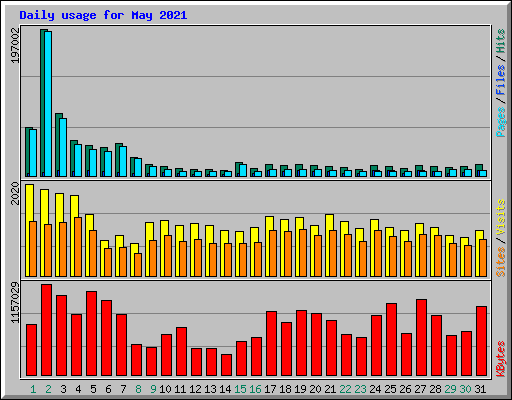 Daily usage for May 2021
197002
Pages / Files / Hits
2020
Sites / Visits
1157029
KBytes
1 2 3 4 5 6 7 8 9 10 11 12 13 14 15 16 17 18 19 20 21 22 23 24 25 26 27 28 29 30 31